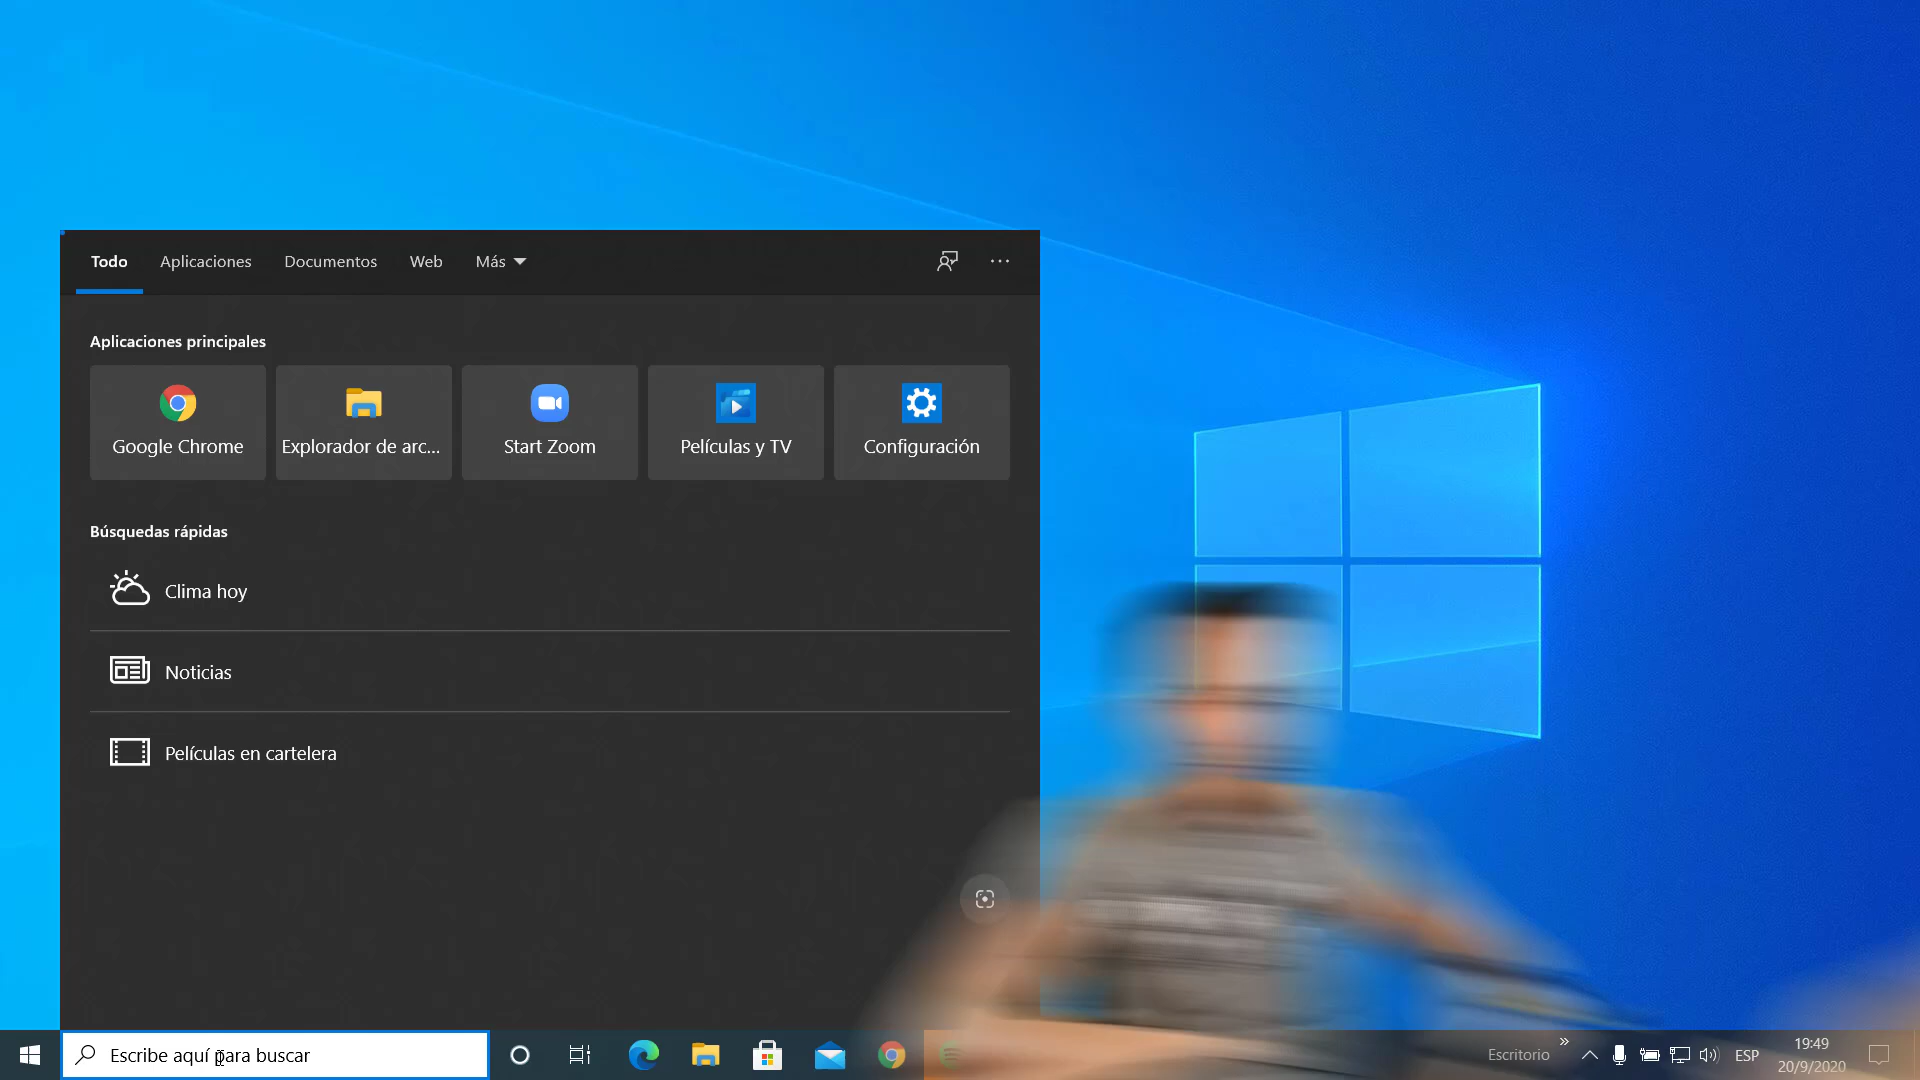 Todo Aplicaciones Documentos Web Más
Aplicaciones principales
Google Chrome Explorador de arc... Start Zoom Películas y TV Configuración
Búsquedas rápidas
Clima hoy
Noticias
Películas en cartelera
Escribe aquí para buscar
Escritorio » ESP 19:49
20/9/2020